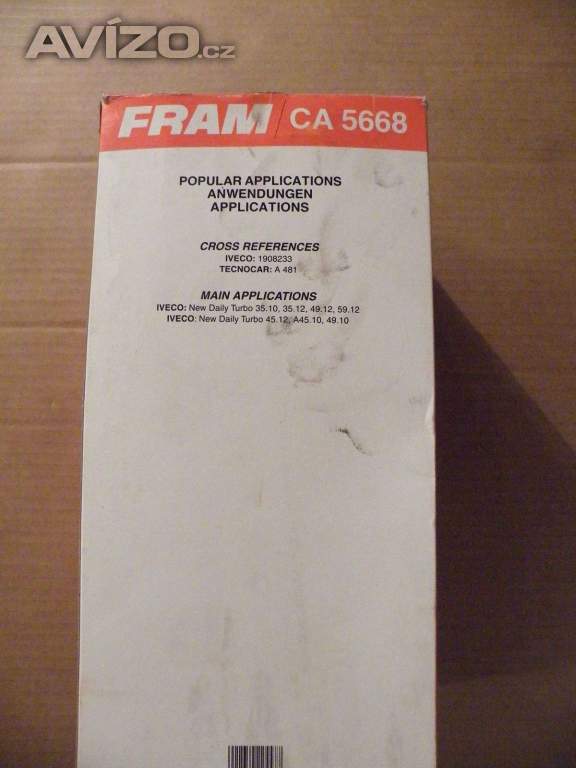 AVÍZO.cz
FRAM / CA 5668
POPULAR APPLICATIONS
ANWENDUNGEN
APPLICATIONS
CROSS REFERENCES
IVECO: 1908233
TECNOCAR: A 481
MAIN APPLICATIONS
IVECO: New Daily Turbo 35.10, 35.12, 49.12, 59.12
IVECO: New Daily Turbo 45.12, A45.10, 49.10